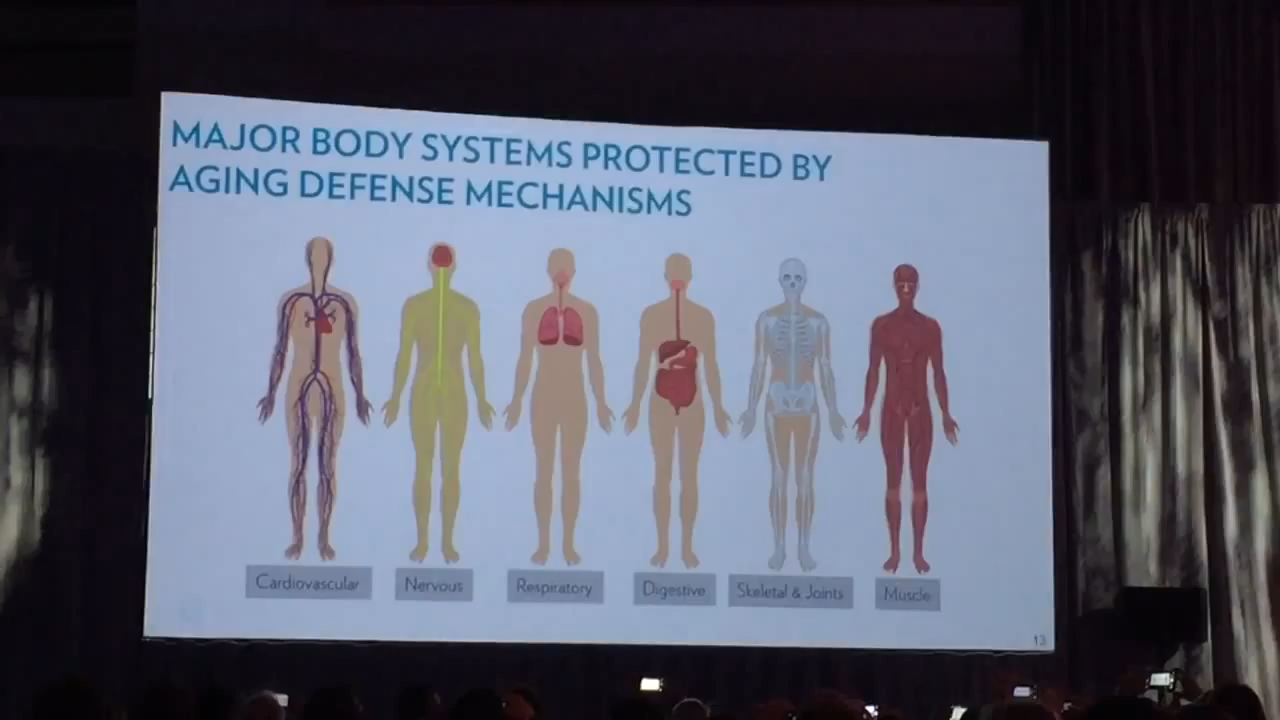 MAJOR BODY SYSTEMS PROTECTED BY
AGING DEFENSE MECHANISMS
Cardiovascular
Nervous
Respiratory
Digestive
Skeletal & Joints
Muscle
13